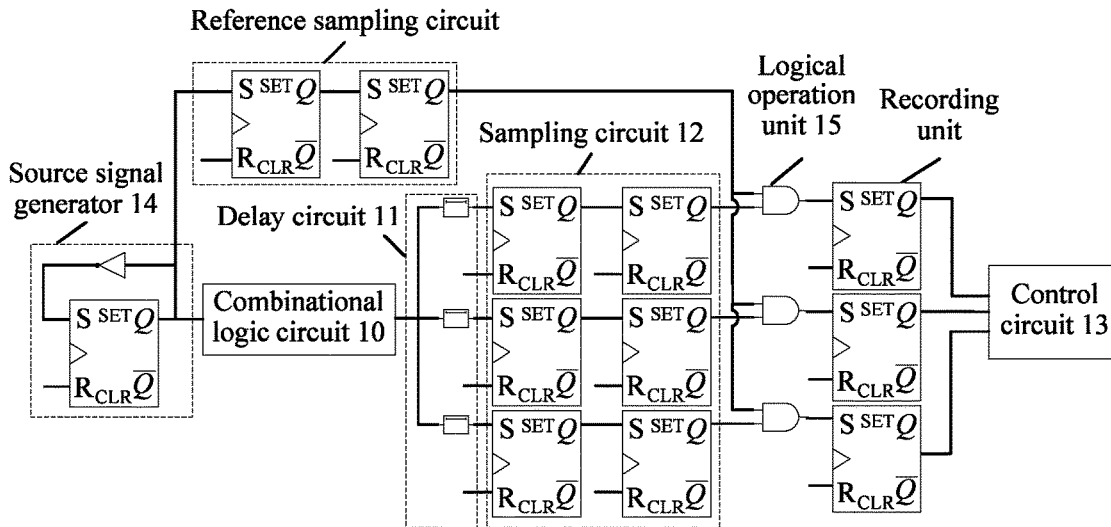 Reference sampling circuit
S SET Q
R CLR Q̅
S SET Q
R CLR Q̅
Logical
operation
unit 15
Recording
unit
Sampling circuit 12
Source signal
generator 14
Delay circuit 11
S SET Q
R CLR Q̅
S SET Q
R CLR Q̅
S SET Q
R CLR Q̅
S SET Q
R CLR Q̅
Combinational
logic circuit 10
S SET Q
R CLR Q̅
S SET Q
R CLR Q̅
S SET Q
R CLR Q̅
Control
circuit 13
S SET Q
R CLR Q̅
S SET Q
R CLR Q̅
S SET Q
R CLR Q̅